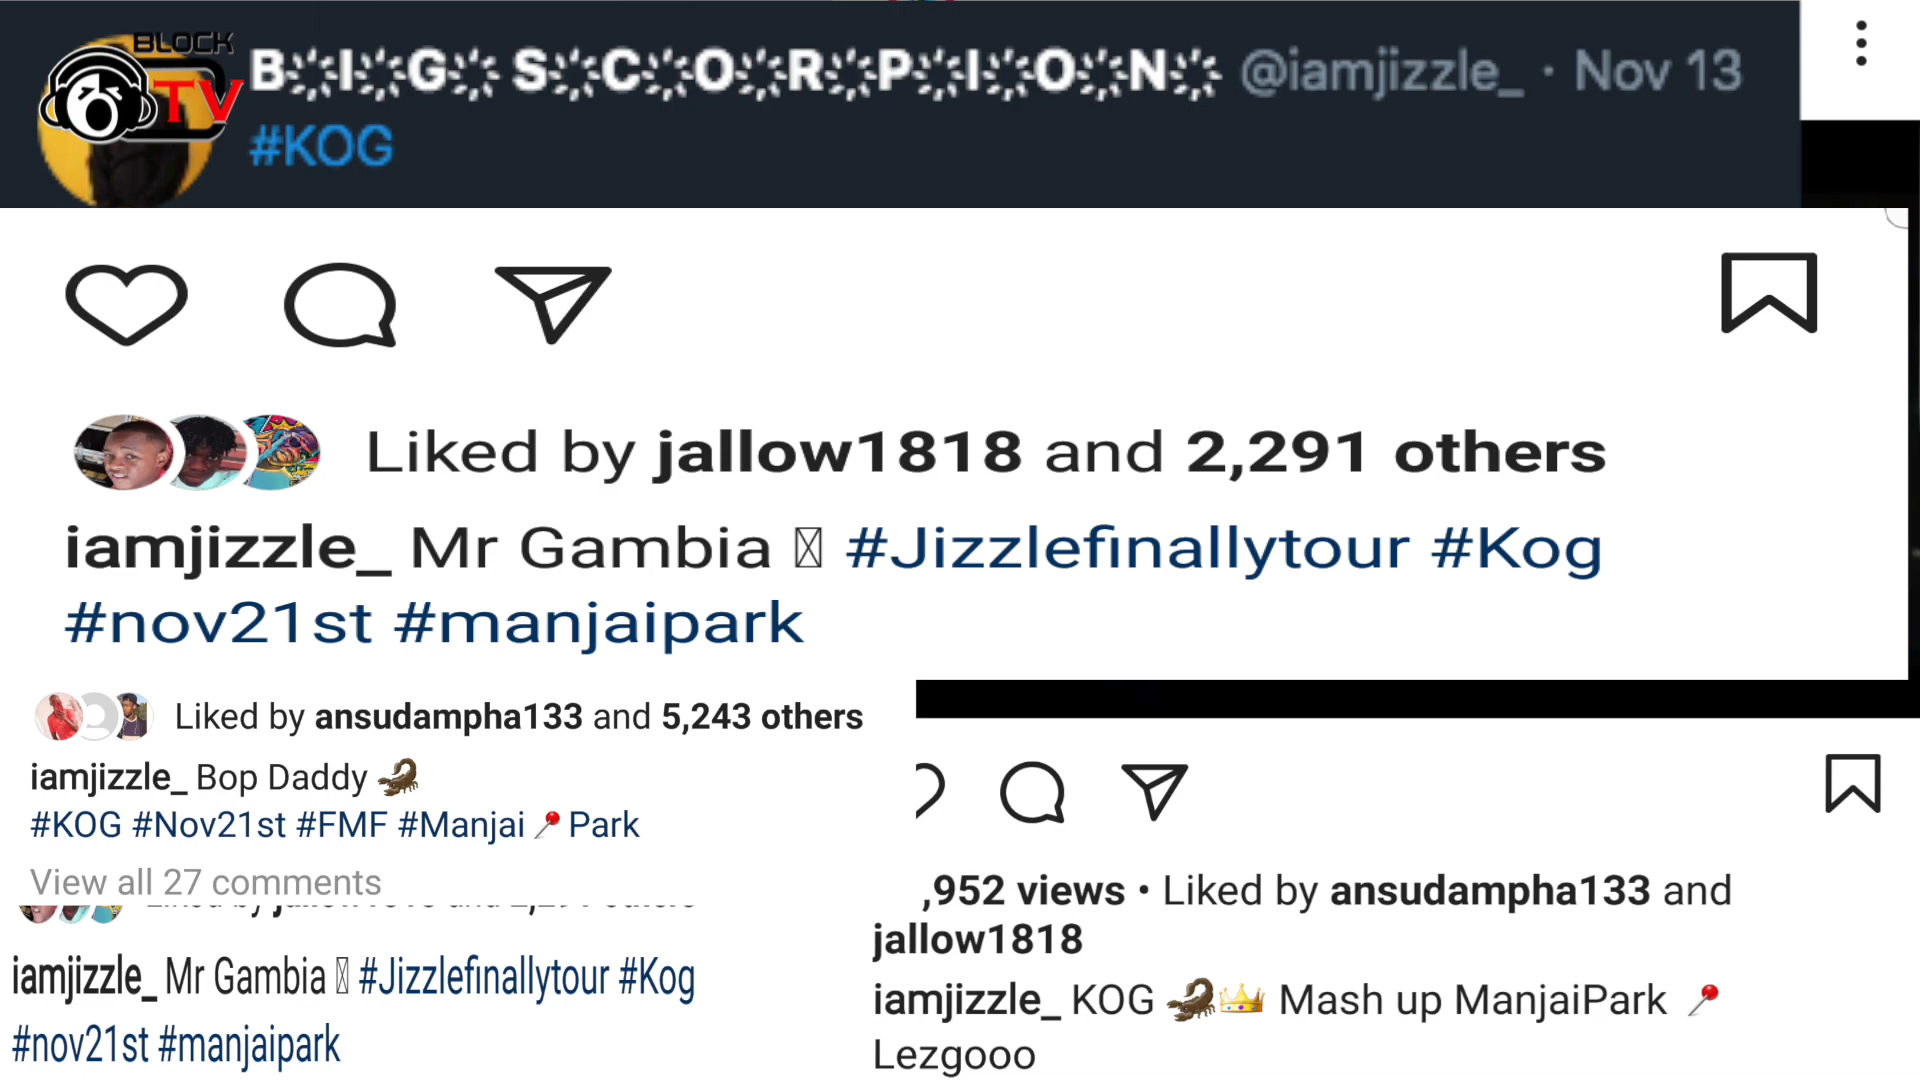 BLOCK
TV
BIG SCORPION @iamjizzle_ · Nov 13
#KOG
Liked by jallow1818 and 2,291 others
iamjizzle_ Mr Gambia #Jizzlefinallytour #Kog
#nov21st #manjaipark
Liked by ansudampha133 and 5,243 others
iamjizzle_ Bop Daddy 🦂
#KOG #Nov21st #FMF #Manjai📍Park
View all 27 comments
iamjizzle_ Mr Gambia #Jizzlefinallytour #Kog
#nov21st #manjaipark
,952 views • Liked by ansudampha133 and
jallow1818
iamjizzle_ KOG 🦂👑 Mash up ManjaiPark 📍
Lezgooo